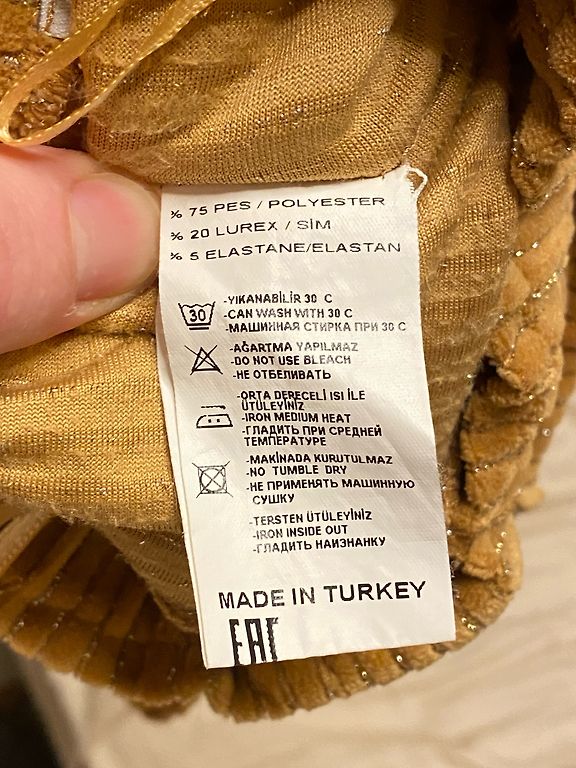 % 75 PES / POLYESTER
% 20 LUREX / SİM
% 5 ELASTANE/ELASTAN
30
-YIKANABİLİR 30 C
-CAN WASH WITH 30 C
-МАШИННАЯ СТИРКА ПРИ 30 С
-AĞARTMA YAPILMAZ
-DO NOT USE BLEACH
-НЕ ОТБЕЛИВАТЬ
-ORTA DERECELİ ISI İLE
ÜTÜLEYİNİZ
-IRON MEDIUM HEAT
-ГЛАДИТЬ ПРИ СРЕДНЕЙ
ТЕМПЕРАТУРЕ
-MAKİNADA KURUTULMAZ
-NO TUMBLE DRY
-НЕ ПРИМЕНЯТЬ МАШИННУЮ
СУШКУ
-TERSTEN ÜTÜLEYİNİZ
-IRON INSIDE OUT
-ГЛАДИТЬ НАИЗНАНКУ
MADE IN TURKEY
EAC